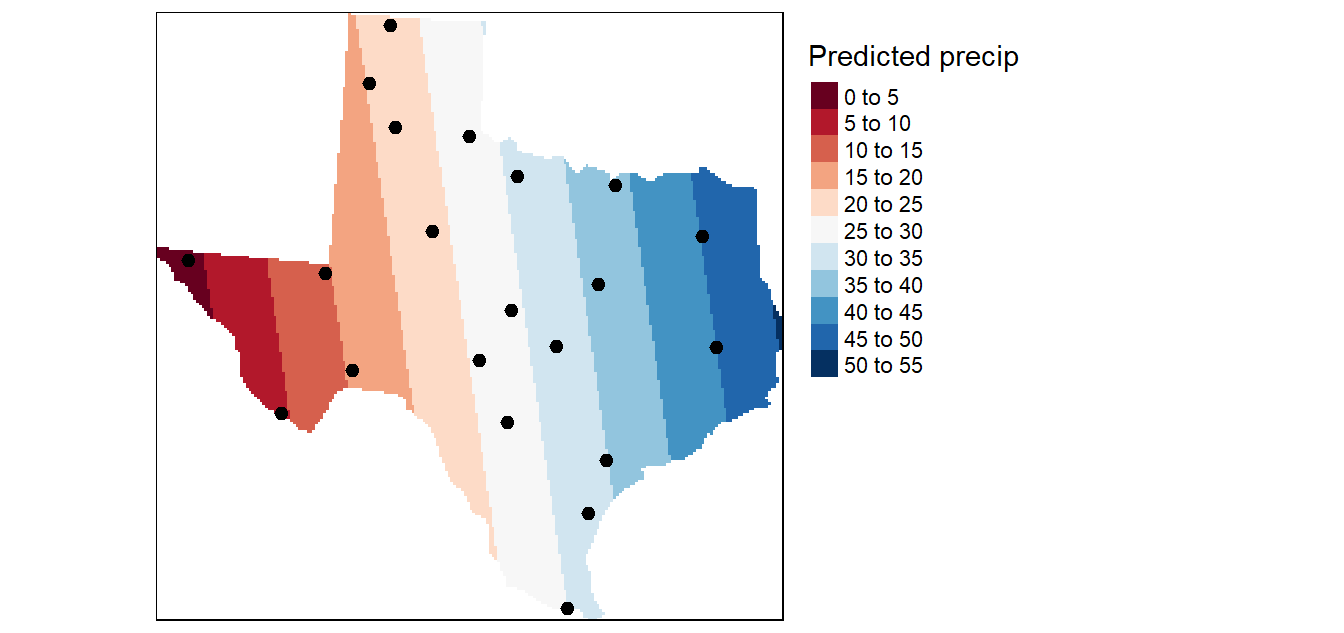 Predicted precip
0 to 5
5 to 10
10 to 15
15 to 20
20 to 25
25 to 30
30 to 35
35 to 40
40 to 45
45 to 50
50 to 55